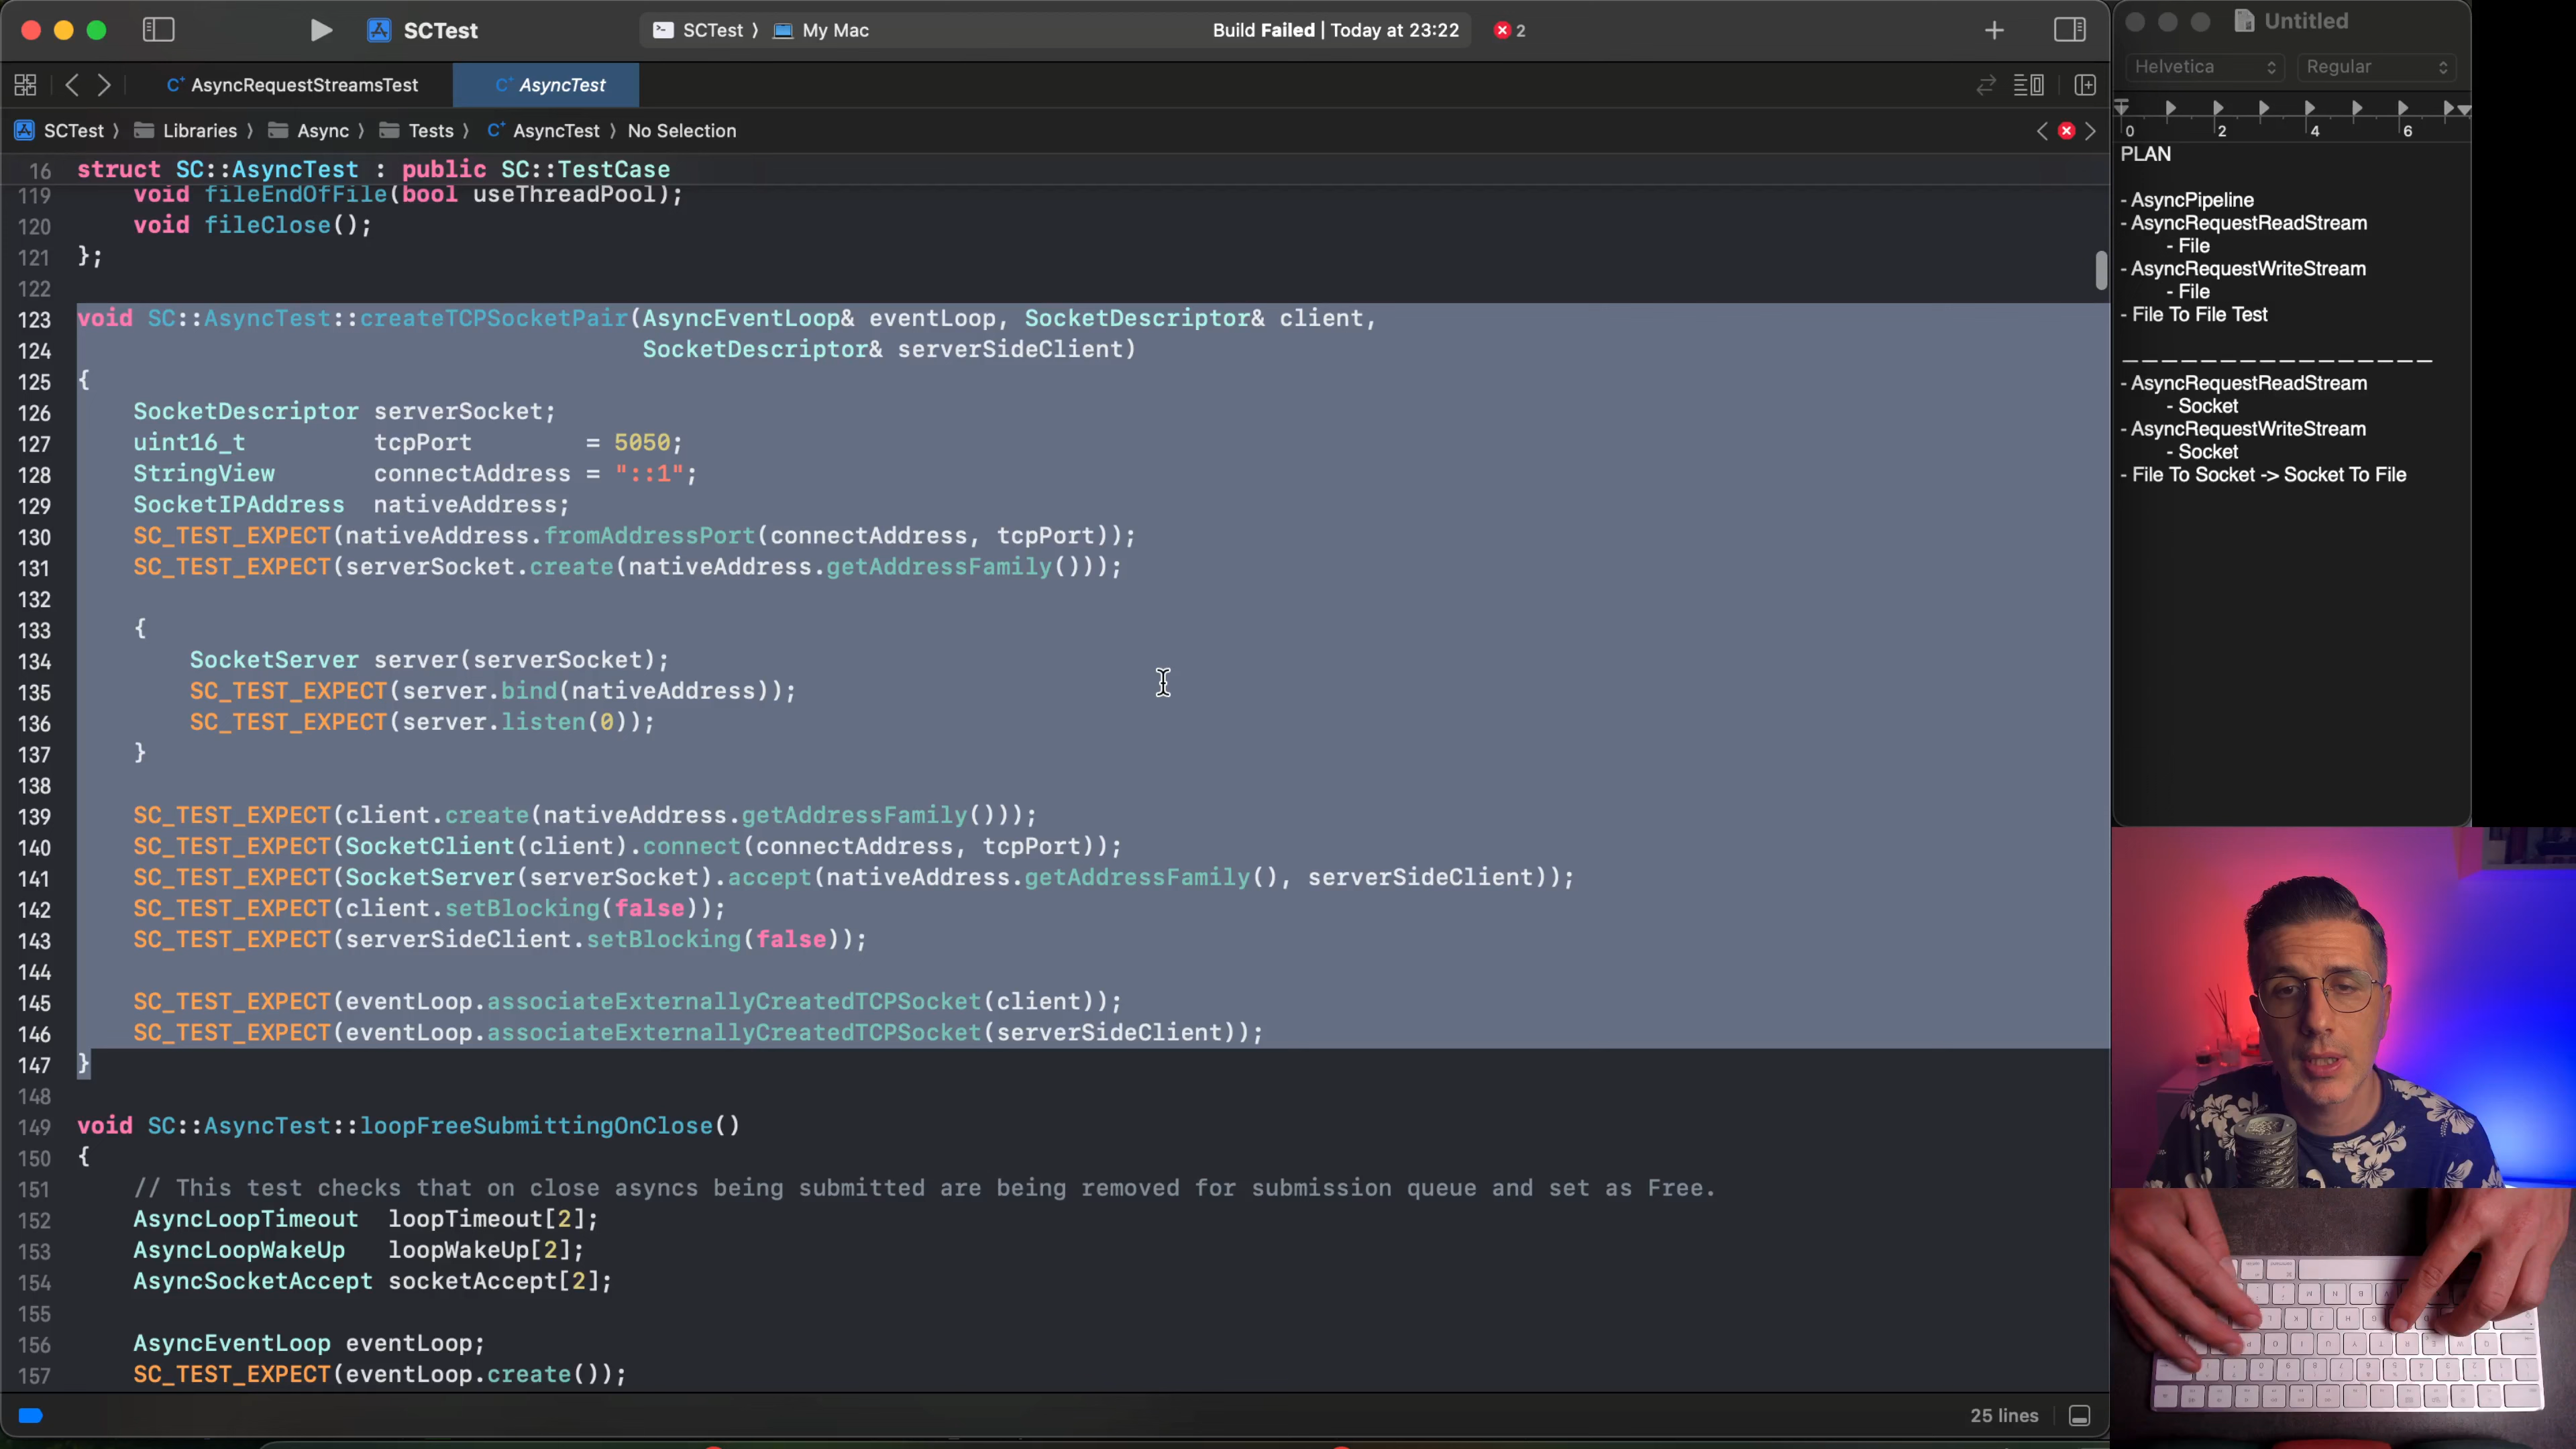 SCTest
SCTest 〉 My Mac
Build Failed | Today at 23:22
2
AsyncRequestStreamsTest
AsyncTest
SCTest 〉 Libraries 〉 Async 〉 Tests 〉 AsyncTest 〉 No Selection
16 struct SC::AsyncTest : public SC::TestCase
119 void fileEndOfFile(bool useThreadPool);
120 void fileClose();
121 };
122
123 void SC::AsyncTest::createTCPSocketPair(AsyncEventLoop& eventLoop, SocketDescriptor& client,
124 SocketDescriptor& serverSideClient)
125 {
126 SocketDescriptor serverSocket;
127 uint16_t tcpPort = 5050;
128 StringView connectAddress = "::1";
129 SocketIPAddress nativeAddress;
130 SC_TEST_EXPECT(nativeAddress.fromAddressPort(connectAddress, tcpPort));
131 SC_TEST_EXPECT(serverSocket.create(nativeAddress.getAddressFamily()));
132
133 {
134 SocketServer server(serverSocket);
135 SC_TEST_EXPECT(server.bind(nativeAddress));
136 SC_TEST_EXPECT(server.listen(0));
137 }
138
139 SC_TEST_EXPECT(client.create(nativeAddress.getAddressFamily()));
140 SC_TEST_EXPECT(SocketClient(client).connect(connectAddress, tcpPort));
141 SC_TEST_EXPECT(SocketServer(serverSocket).accept(nativeAddress.getAddressFamily(), serverSideClient));
142 SC_TEST_EXPECT(client.setBlocking(false));
143 SC_TEST_EXPECT(serverSideClient.setBlocking(false));
144
145 SC_TEST_EXPECT(eventLoop.associateExternallyCreatedTCPSocket(client));
146 SC_TEST_EXPECT(eventLoop.associateExternallyCreatedTCPSocket(serverSideClient));
147 }
148
149 void SC::AsyncTest::loopFreeSubmittingOnClose()
150 {
151 // This test checks that on close asyncs being submitted are being removed for submission queue and set as Free.
152 AsyncLoopTimeout loopTimeout[2];
153 AsyncLoopWakeUp loopWakeUp[2];
154 AsyncSocketAccept socketAccept[2];
155
156 AsyncEventLoop eventLoop;
157 SC_TEST_EXPECT(eventLoop.create());
25 lines
Untitled
Helvetica Regular
0 2 4 6
PLAN
- AsyncPipeline
- AsyncRequestReadStream
- File
- AsyncRequestWriteStream
- File
- File To File Test
_ _ _ _ _ _ _ _ _ _ _ _ _ _ _ _ _
- AsyncRequestReadStream
- Socket
- AsyncRequestWriteStream
- Socket
- File To Socket -> Socket To File